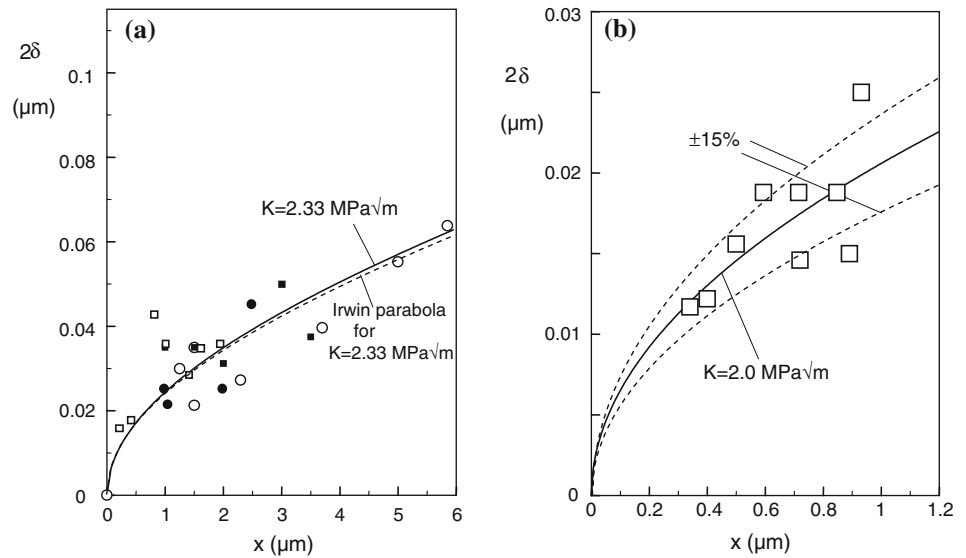 (a)
2δ
(μm)
0.1
0.08
0.06
0.04
0.02
0
K=2.33 MPa√m
Irwin parabola
for
K=2.33 MPa√m
0 1 2 3 4 5 6
x (μm)
(b)
0.03
2δ
(μm)
0.02
0.01
0
±15%
K=2.0 MPa√m
0 0.2 0.4 0.6 0.8 1 1.2
x (μm)